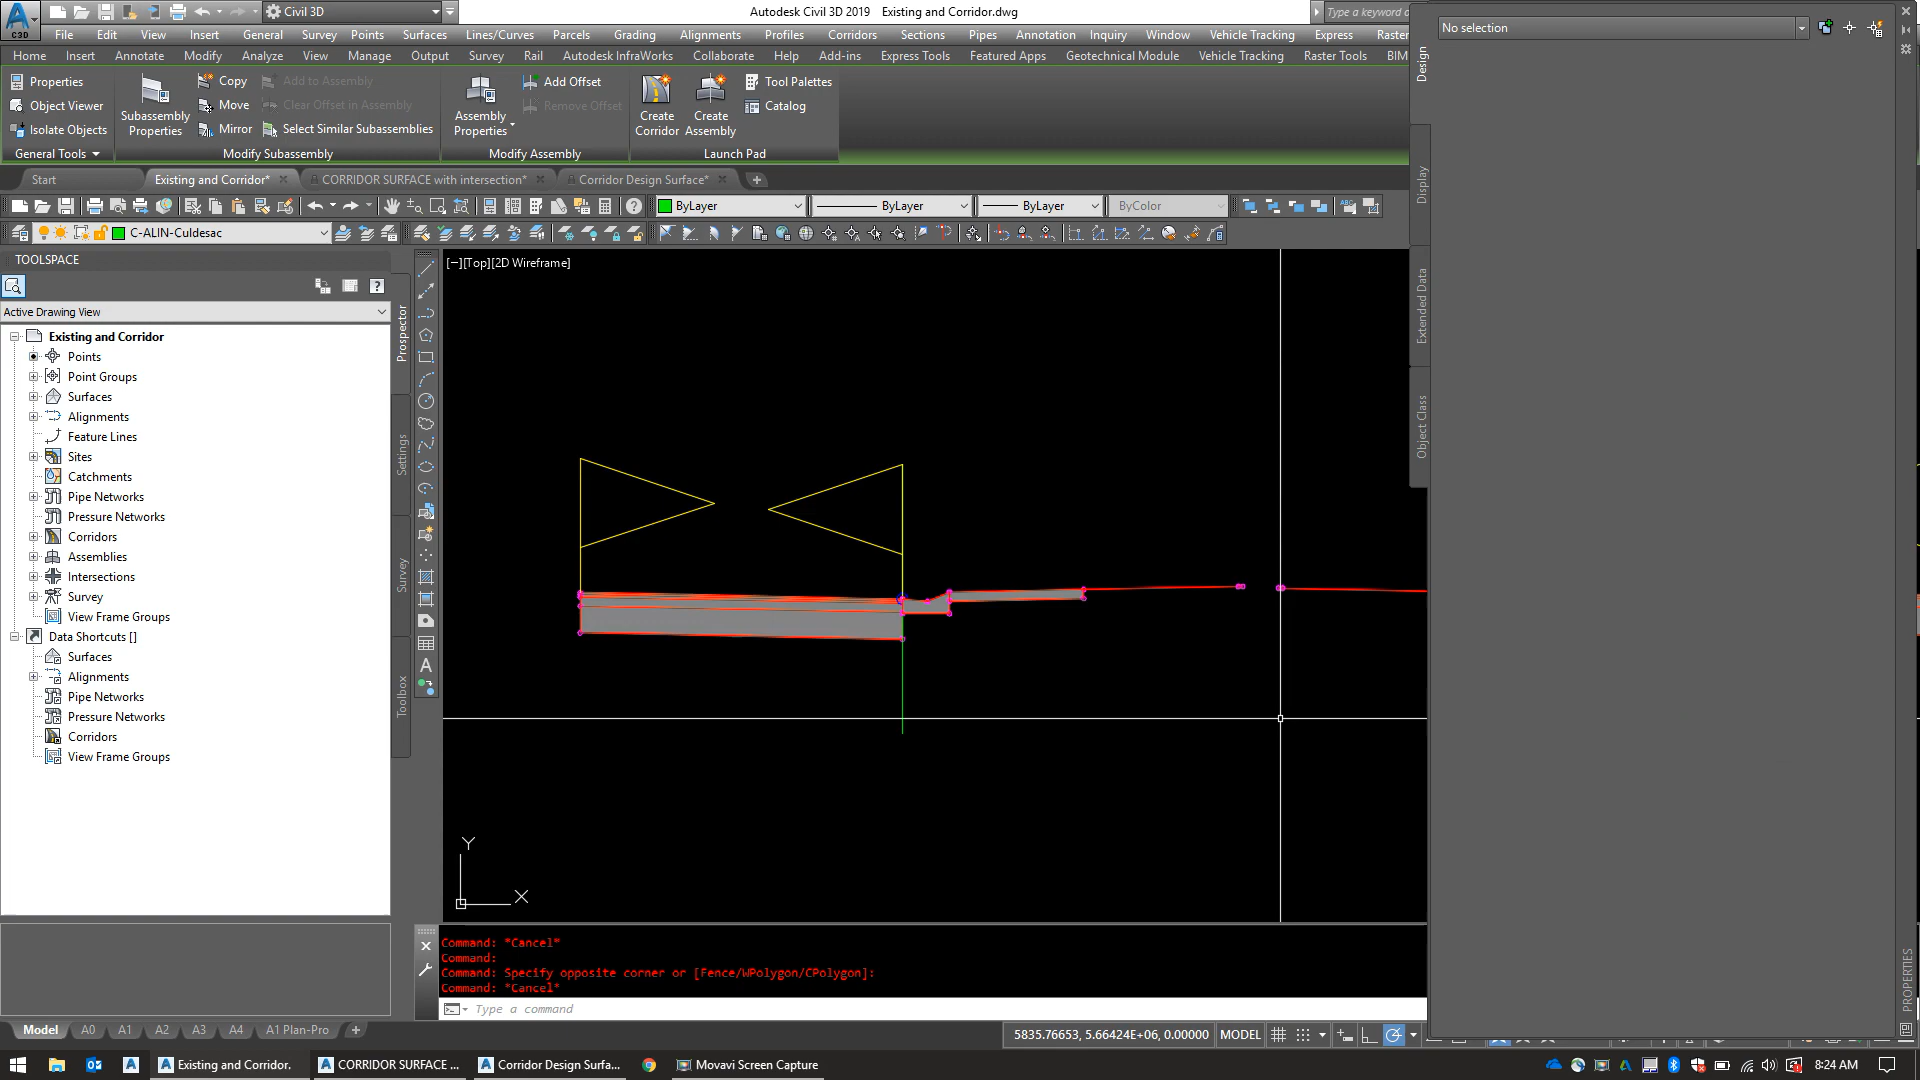 Civil 3D
Autodesk Civil 3D 2019 Existing and Corridor.dwg
Type a keyword o
No selection
C3D
File Edit View Insert General Survey Points Surfaces Lines/Curves Parcels Grading Alignments Profiles Corridors Sections Pipes Annotation Inquiry Window Vehicle Tracking Express Raster
Home Insert Annotate Modify Analyze View Manage Output Survey Rail Autodesk InfraWorks Collaborate Help Add-ins Express Tools Featured Apps Geotechnical Module Vehicle Tracking Raster Tools BIM
Properties
Object Viewer
Isolate Objects
General Tools
Subassembly
Properties
Copy
Move
Mirror
Add to Assembly
Clear Offset in Assembly
Select Similar Subassemblies
Modify Subassembly
Assembly
Properties
Add Offset
Remove Offset
Modify Assembly
Create
Corridor
Create
Assembly
Tool Palettes
Catalog
Launch Pad
Start
Existing and Corridor*
CORRIDOR SURFACE with intersection*
Corridor Design Surface*
ByLayer
ByLayer
ByLayer
ByColor
C-ALIN-Culdesac
TOOLSPACE
Active Drawing View
Existing and Corridor
Points
Point Groups
Surfaces
Alignments
Feature Lines
Sites
Catchments
Pipe Networks
Pressure Networks
Corridors
Assemblies
Intersections
Survey
View Frame Groups
Data Shortcuts []
Surfaces
Alignments
Pipe Networks
Pressure Networks
Corridors
View Frame Groups
Prospector
Settings
Survey
Toolbox
[−][Top][2D Wireframe]
Y
X
Design
Display
Extended Data
Object Class
PROPERTIES
Command: *Cancel*
Command:
Command: Specify opposite corner or [Fence/WPolygon/CPolygon]:
Command: *Cancel*
Type a command
Model A0 A1 A2 A3 A4 A1 Plan-Pro
5835.76653, 5.66424E+06, 0.00000 MODEL
Existing and Corridor.
CORRIDOR SURFACE ...
Corridor Design Surfa...
Movavi Screen Capture
8:24 AM